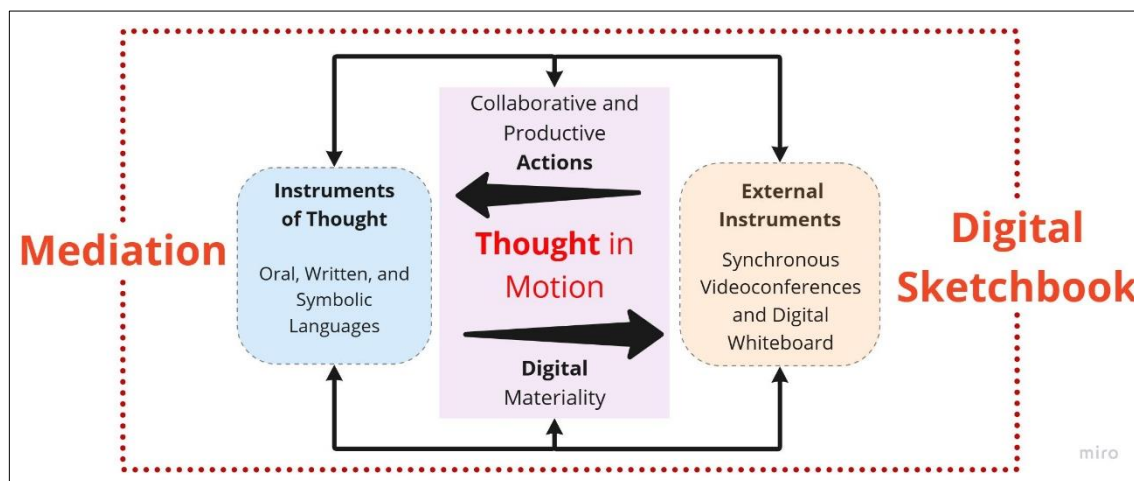 Mediation
Instruments
of Thought
Oral, Written, and
Symbolic
Languages
Collaborative and
Productive
Actions
Thought in
Motion
Digital
Materiality
External
Instruments
Synchronous
Videoconferences
and Digital
Whiteboard
Digital
Sketchbook
miro